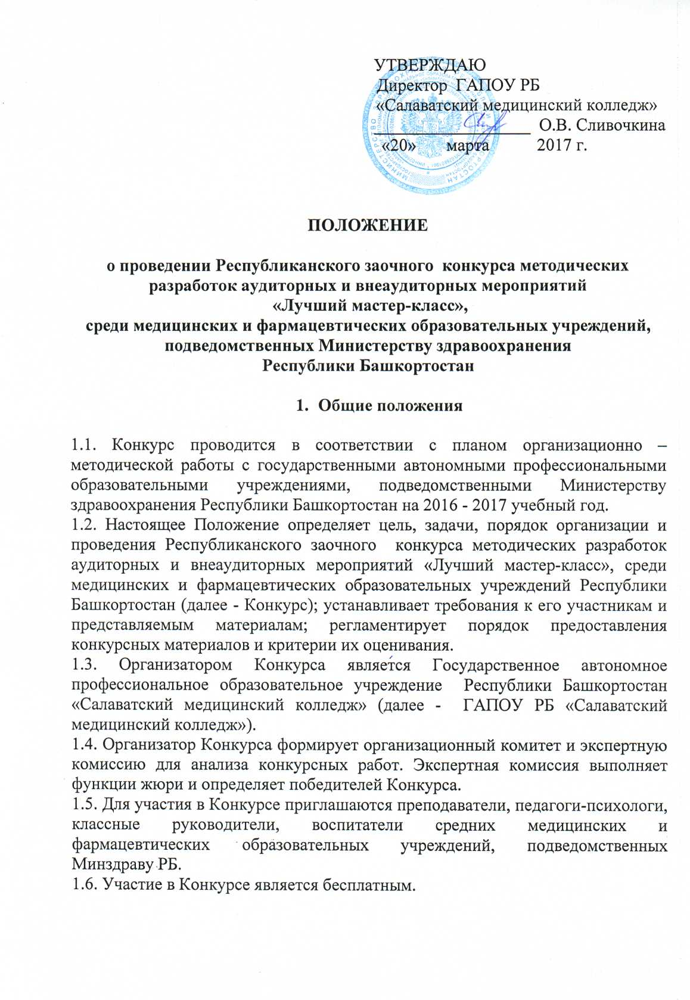 УТВЕРЖДАЮ
Директор ГАПОУ РБ
«Салаватский медицинский колледж»
О.В. Сливочкина
«20» марта 2017 г.
ПОЛОЖЕНИЕ
о проведении Республиканского заочного конкурса методических
разработок аудиторных и внеаудиторных мероприятий
«Лучший мастер-класс»,
среди медицинских и фармацевтических образовательных учреждений,
подведомственных Министерству здравоохранения
Республики Башкортостан
1. Общие положения
1.1. Конкурс проводится в соответствии с планом организационно –
методической работы с государственными автономными профессиональными
образовательными учреждениями, подведомственными Министерству
здравоохранения Республики Башкортостан на 2016 - 2017 учебный год.
1.2. Настоящее Положение определяет цель, задачи, порядок организации и
проведения Республиканского заочного конкурса методических разработок
аудиторных и внеаудиторных мероприятий «Лучший мастер-класс», среди
медицинских и фармацевтических образовательных учреждений Республики
Башкортостан (далее - Конкурс); устанавливает требования к его участникам и
представляемым материалам; регламентирует порядок предоставления
конкурсных материалов и критерии их оценивания.
1.3. Организатором Конкурса является Государственное автономное
профессиональное образовательное учреждение Республики Башкортостан
«Салаватский медицинский колледж» (далее - ГАПОУ РБ «Салаватский
медицинский колледж»).
1.4. Организатор Конкурса формирует организационный комитет и экспертную
комиссию для анализа конкурсных работ. Экспертная комиссия выполняет
функции жюри и определяет победителей Конкурса.
1.5. Для участия в Конкурсе приглашаются преподаватели, педагоги-психологи,
классные руководители, воспитатели средних медицинских и
фармацевтических образовательных учреждений, подведомственных
Минздраву РБ.
1.6. Участие в Конкурсе является бесплатным.